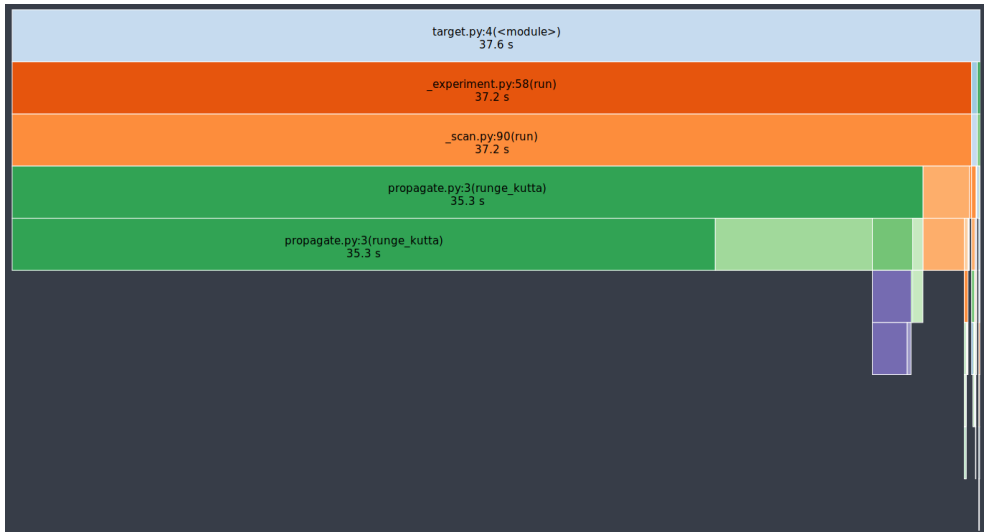 target.py:4(<module>)
37.6 s
_experiment.py:58(run)
37.2 s
_scan.py:90(run)
37.2 s
propagate.py:3(runge_kutta)
35.3 s
propagate.py:3(runge_kutta)
35.3 s